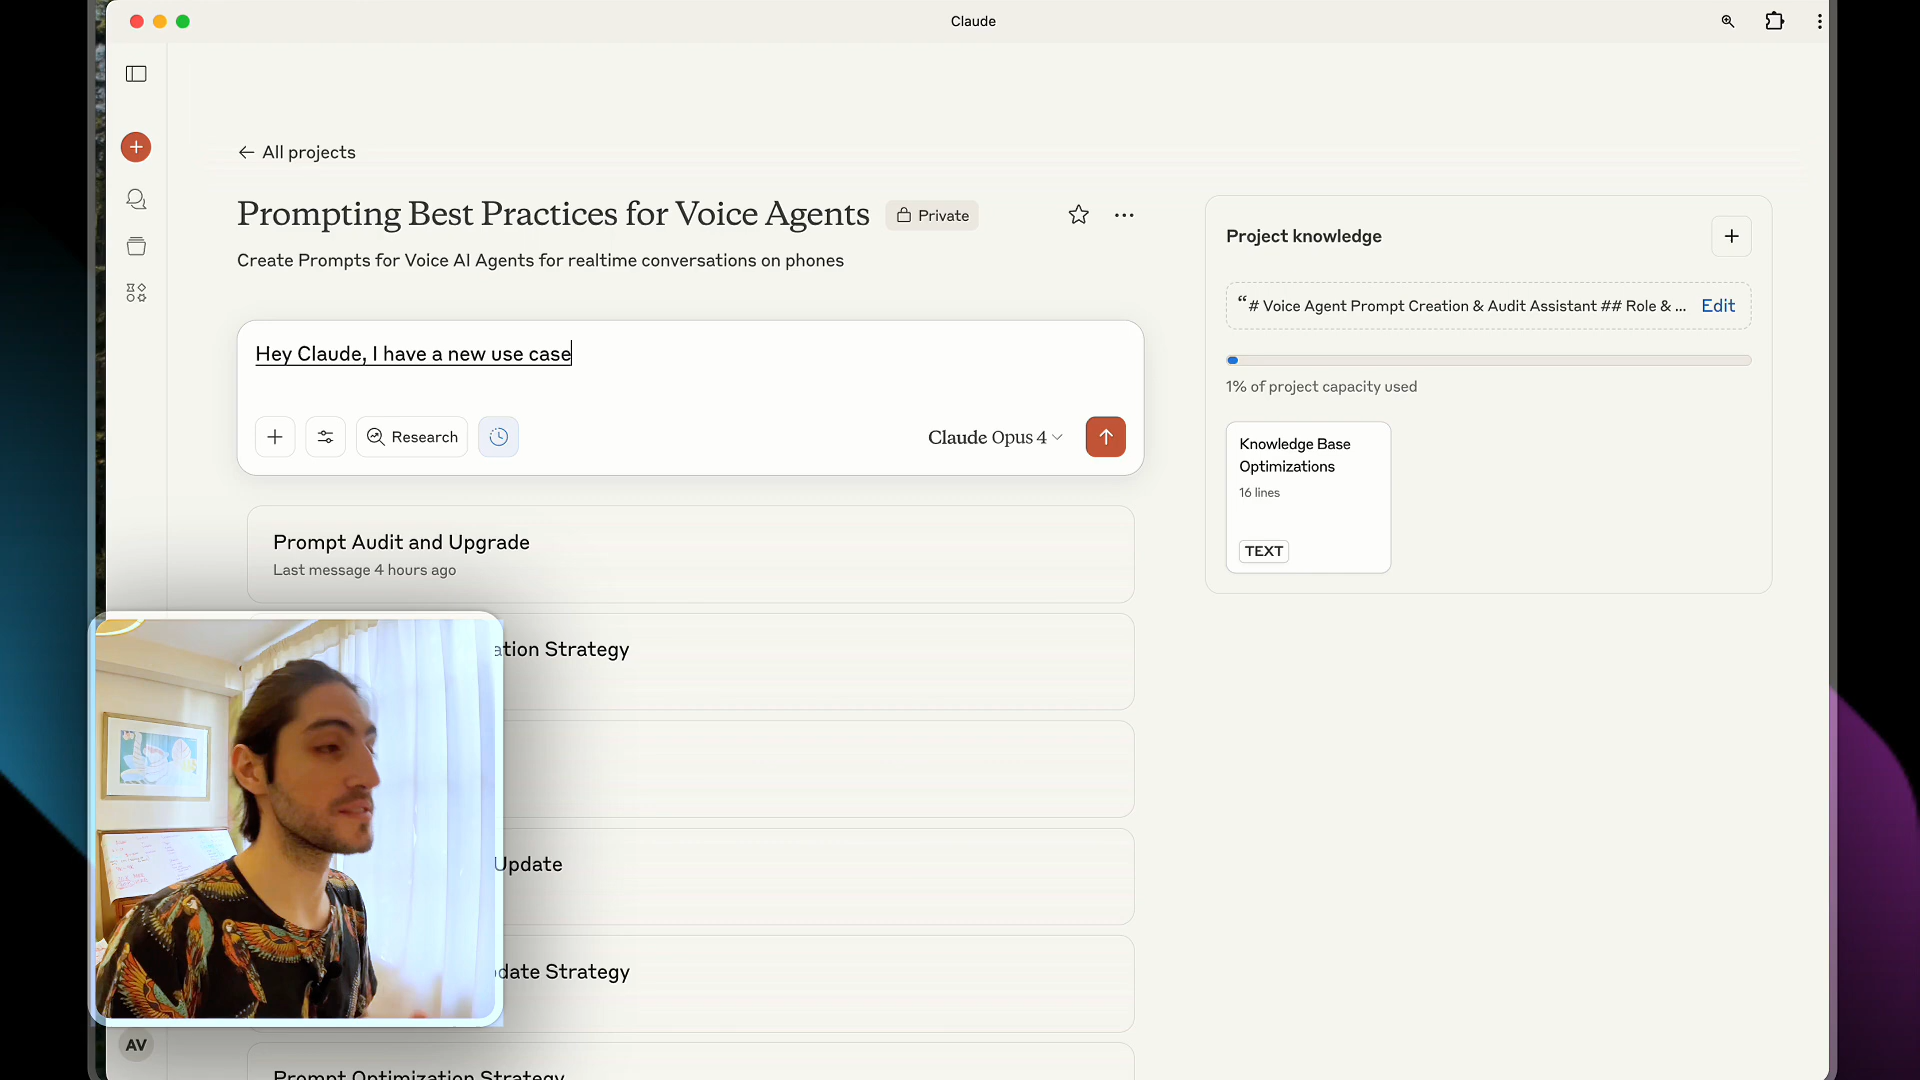 Claude
All projects
Prompting Best Practices for Voice Agents
Private
Create Prompts for Voice AI Agents for realtime conversations on phones
Hey Claude, I have a new use case
Research
Claude Opus 4
Project knowledge
“# Voice Agent Prompt Creation & Audit Assistant ## Role & ...
Edit
1% of project capacity used
Knowledge Base
Optimizations
16 lines
TEXT
Prompt Audit and Upgrade
Last message 4 hours ago
ation Strategy
Update
date Strategy
Prompt Optimization Strategy
AV